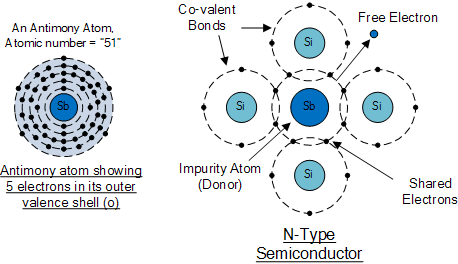 An Antimony Atom,
Atomic number = "51"
Sb
Antimony atom showing
5 electrons in its outer
valence shell (o)
Co-valent
Bonds
Free Electron
Si
Si
Sb
Si
Si
Impurity Atom
(Donor)
Shared
Electrons
N-Type
Semiconductor